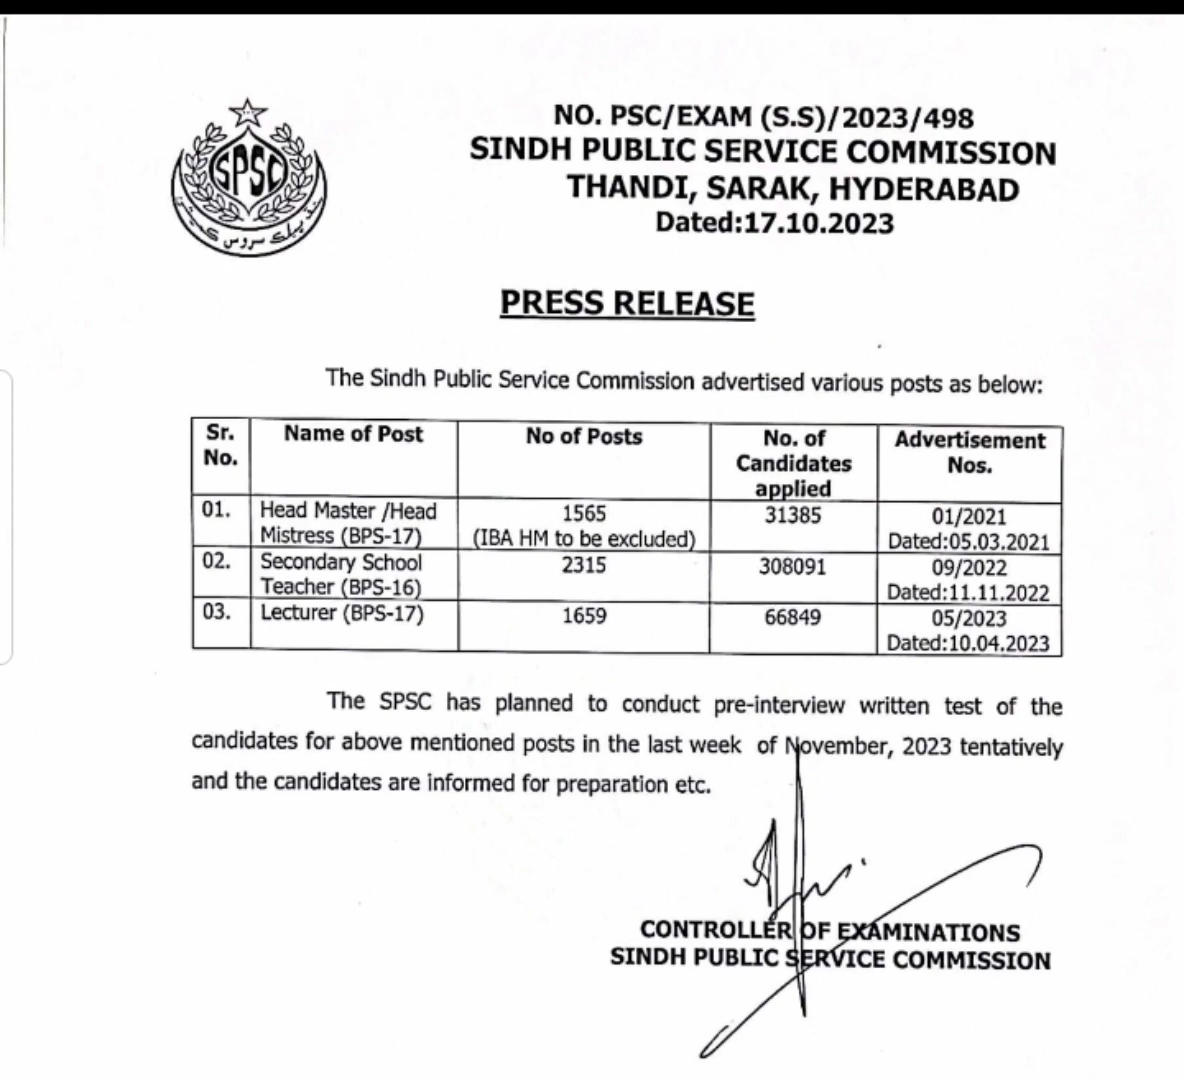 NO. PSC/EXAM (S.S)/2023/498
SINDH PUBLIC SERVICE COMMISSION
THANDI, SARAK, HYDERABAD
Dated:17.10.2023
SPSC
سندھ پبلک سروس کمیشن
PRESS RELEASE
The Sindh Public Service Commission advertised various posts as below:
Sr. No. Name of Post No of Posts No. of Candidates applied Advertisement Nos.
01. Head Master /Head Mistress (BPS-17) 1565 (IBA HM to be excluded) 31385 01/2021 Dated:05.03.2021
02. Secondary School Teacher (BPS-16) 2315 308091 09/2022 Dated:11.11.2022
03. Lecturer (BPS-17) 1659 66849 05/2023 Dated:10.04.2023
The SPSC has planned to conduct pre-interview written test of the
candidates for above mentioned posts in the last week of November, 2023 tentatively
and the candidates are informed for preparation etc.
CONTROLLER OF EXAMINATIONS
SINDH PUBLIC SERVICE COMMISSION